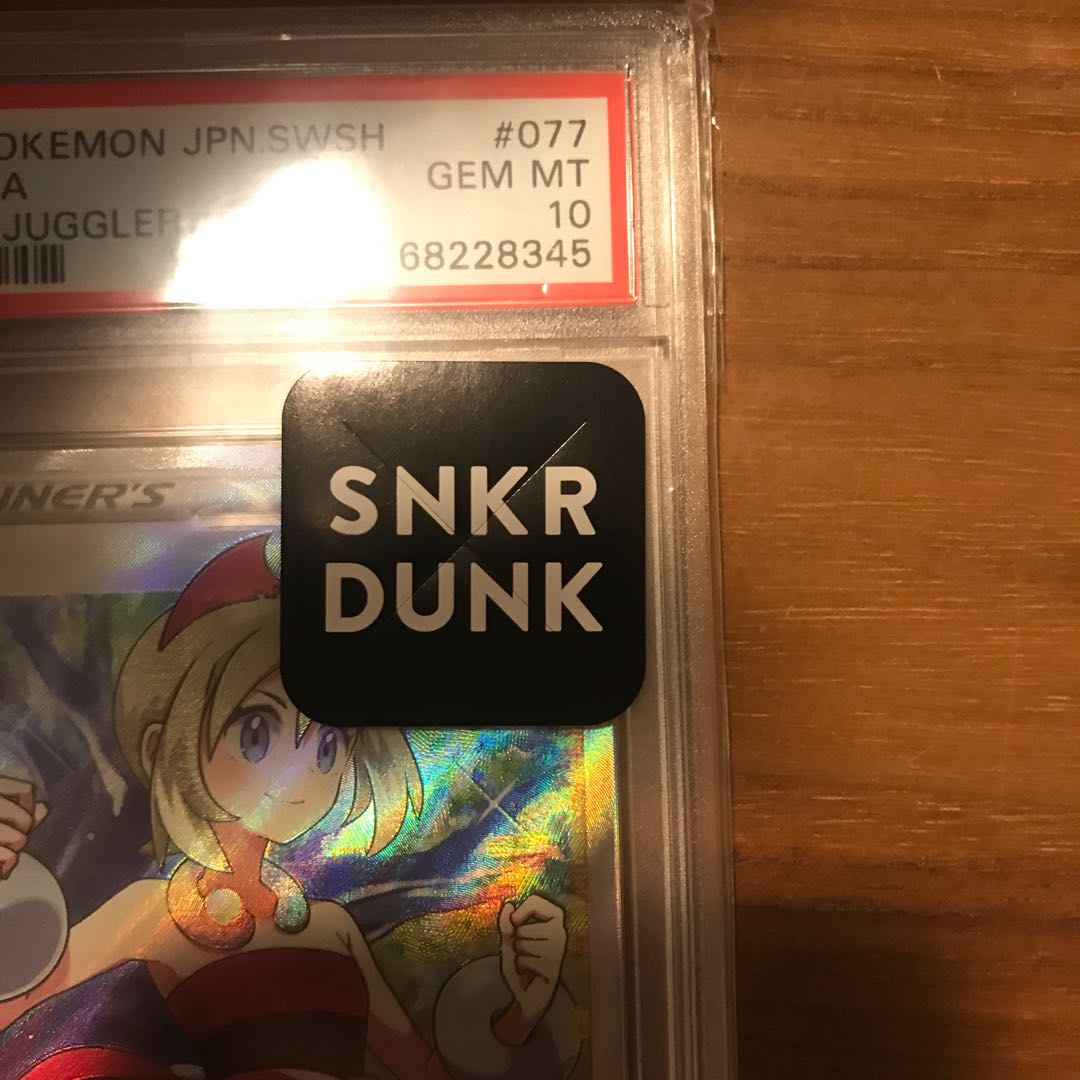 OKEMON JPN.SWSH #077
A GEM MT
JUGGLER 10
68228345
INER'S
SNKR
DUNK